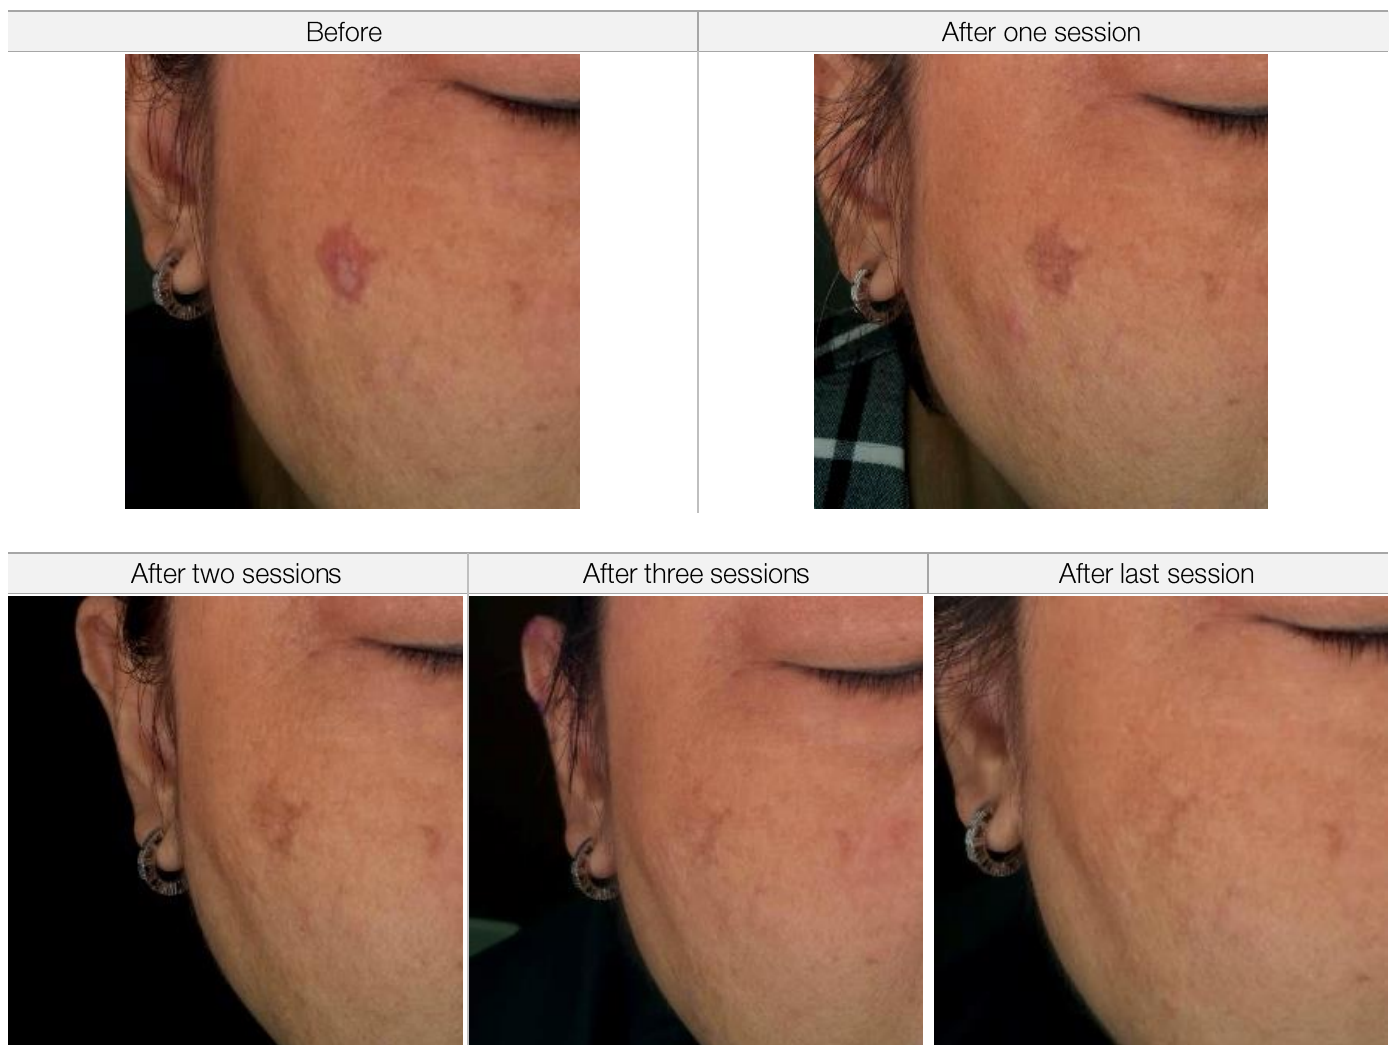 Before
After one session
After two sessions
After three sessions
After last session